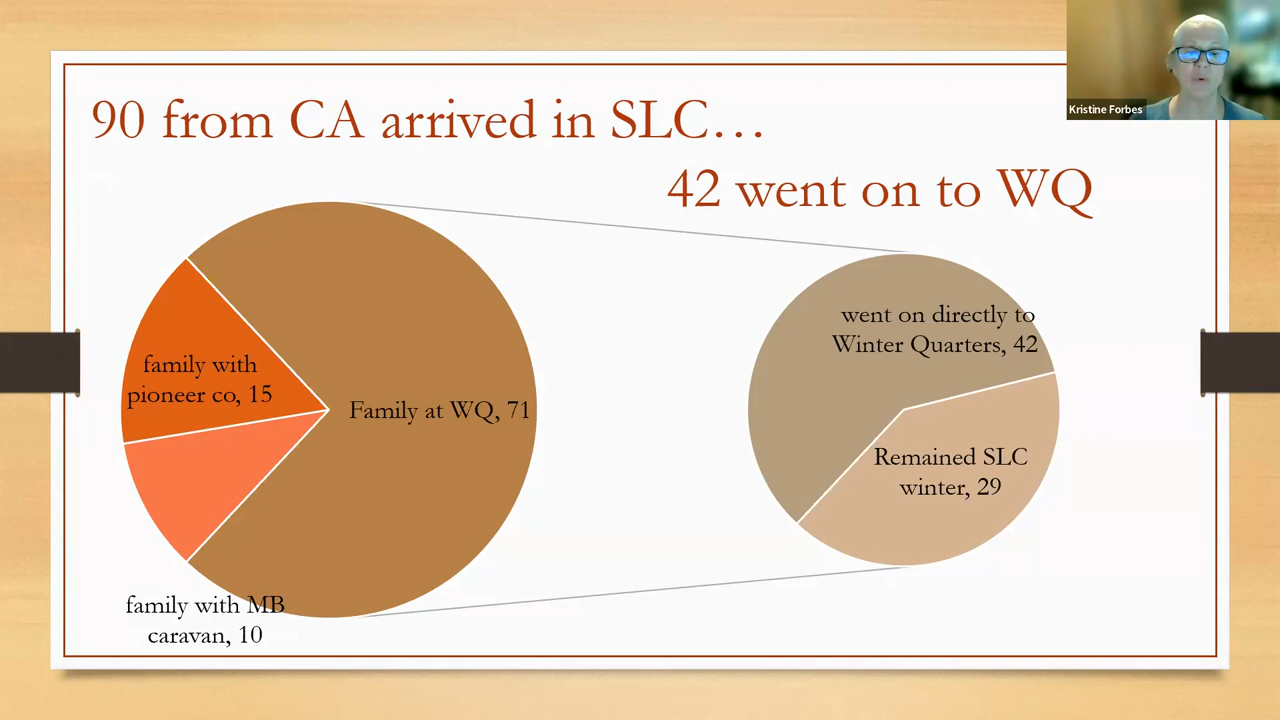 90 from CA arrived in SLC…
42 went on to WQ
Kristine Forbes
family with
pioneer co, 15
Family at WQ, 71
family with MB
caravan, 10
went on directly to
Winter Quarters, 42
Remained SLC
winter, 29